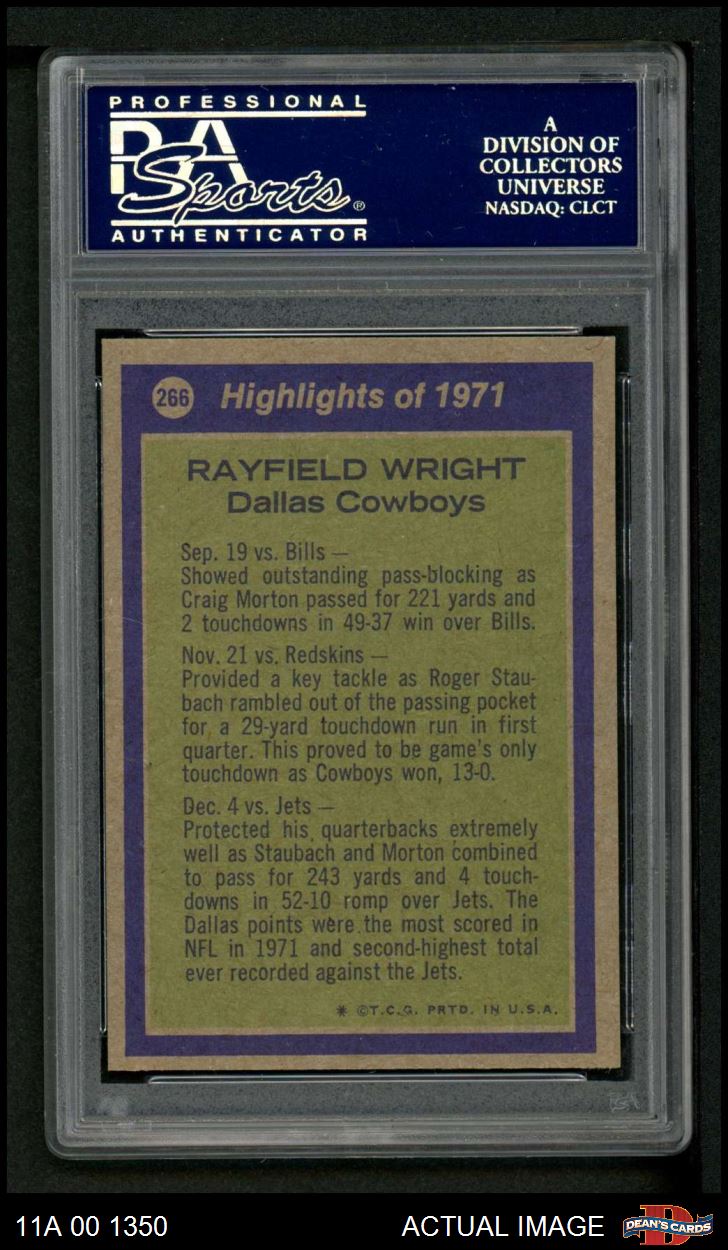 PROFESSIONAL
PSA
Sports ®
AUTHENTICATOR
A
DIVISION OF
COLLECTORS
UNIVERSE
NASDAQ: CLCT
266 Highlights of 1971
RAYFIELD WRIGHT
Dallas Cowboys
Sep. 19 vs. Bills —
Showed outstanding pass-blocking as
Craig Morton passed for 221 yards and
2 touchdowns in 49-37 win over Bills.
Nov. 21 vs. Redskins —
Provided a key tackle as Roger Stau-
bach rambled out of the passing pocket
for a 29-yard touchdown run in first
quarter. This proved to be game's only
touchdown as Cowboys won, 13-0.
Dec. 4 vs. Jets —
Protected his quarterbacks extremely
well as Staubach and Morton combined
to pass for 243 yards and 4 touch-
downs in 52-10 romp over Jets. The
Dallas points were the most scored in
NFL in 1971 and second-highest total
ever recorded against the Jets.
* ©T.C.G. PRTD. IN U.S.A.
PSA
11A 00 1350
ACTUAL IMAGE
D
DEAN'S CARDS